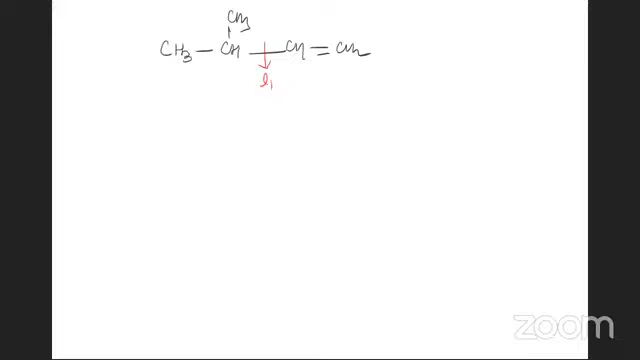 CH3
CH3 — CH — CH = CH2
l1
zoom